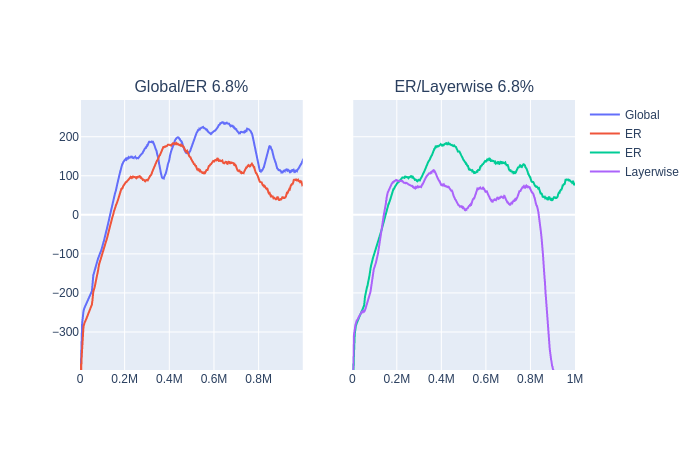 Global/ER 6.8%
ER/Layerwise 6.8%
200
100
0
−100
−200
−300
0 0.2M 0.4M 0.6M 0.8M
0 0.2M 0.4M 0.6M 0.8M 1M
Global
ER
ER
Layerwise